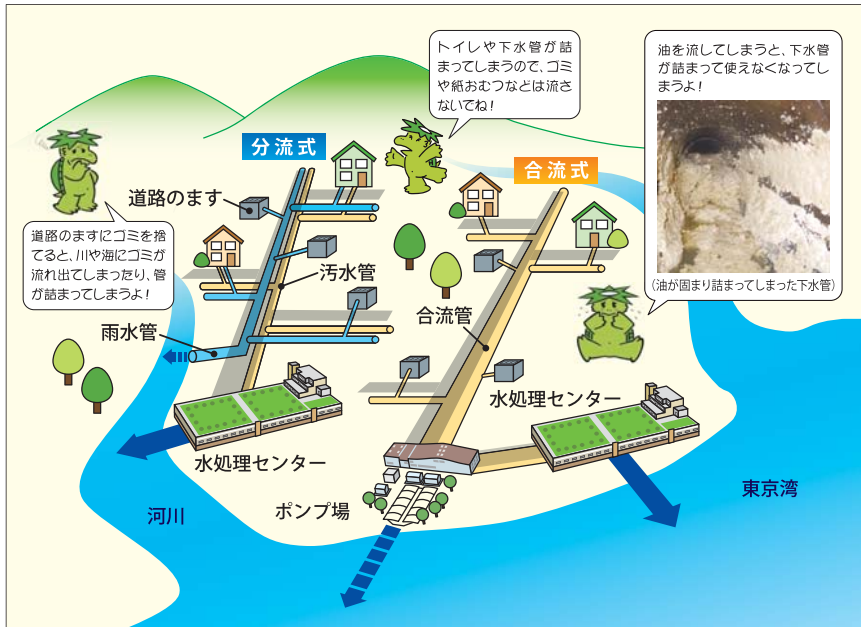 トイレや下水管が詰
まってしまうので、ゴミ
や紙おむつなどは流さ
ないでね!
油を流してしまうと、下水管
が詰まって使えなくなってし
まうよ!
(油が固まり詰まってしまった下水管)
分流式
合流式
道路のます
道路のますにゴミを捨
てると、川や海にゴミが
流れ出てしまったり、管
が詰まってしまうよ!
汚水管
雨水管
合流管
水処理センター
水処理センター
ポンプ場
河川
東京湾